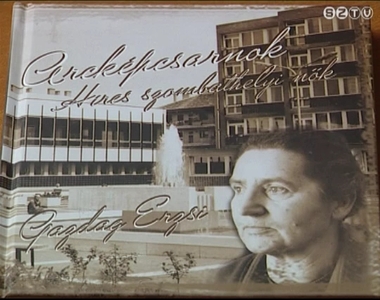 SZTV
Arcképcsarnok
Híres szombathelyi nők
Gazdag Erzsi